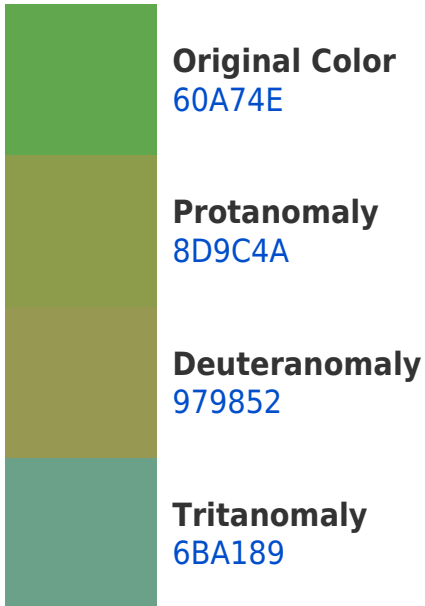 Original Color
60A74E
Protanomaly
8D9C4A
Deuteranomaly
979852
Tritanomaly
6BA189